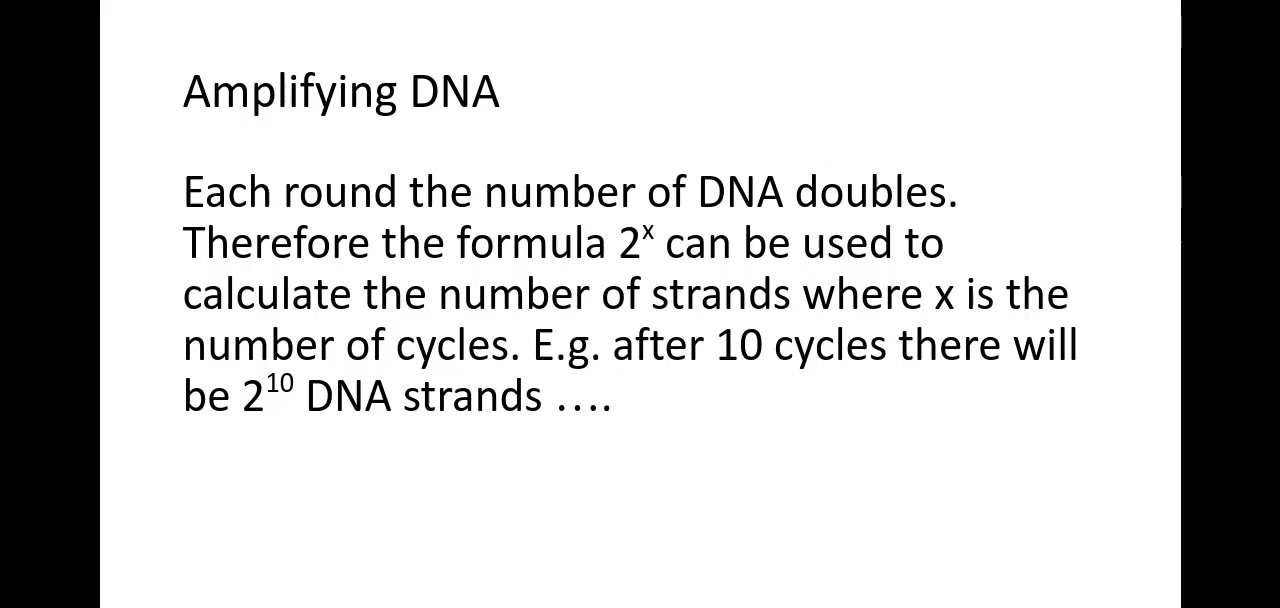 Amplifying DNA
Each round the number of DNA doubles.
Therefore the formula 2ˣ can be used to
calculate the number of strands where x is the
number of cycles. E.g. after 10 cycles there will
be 2¹⁰ DNA strands ....